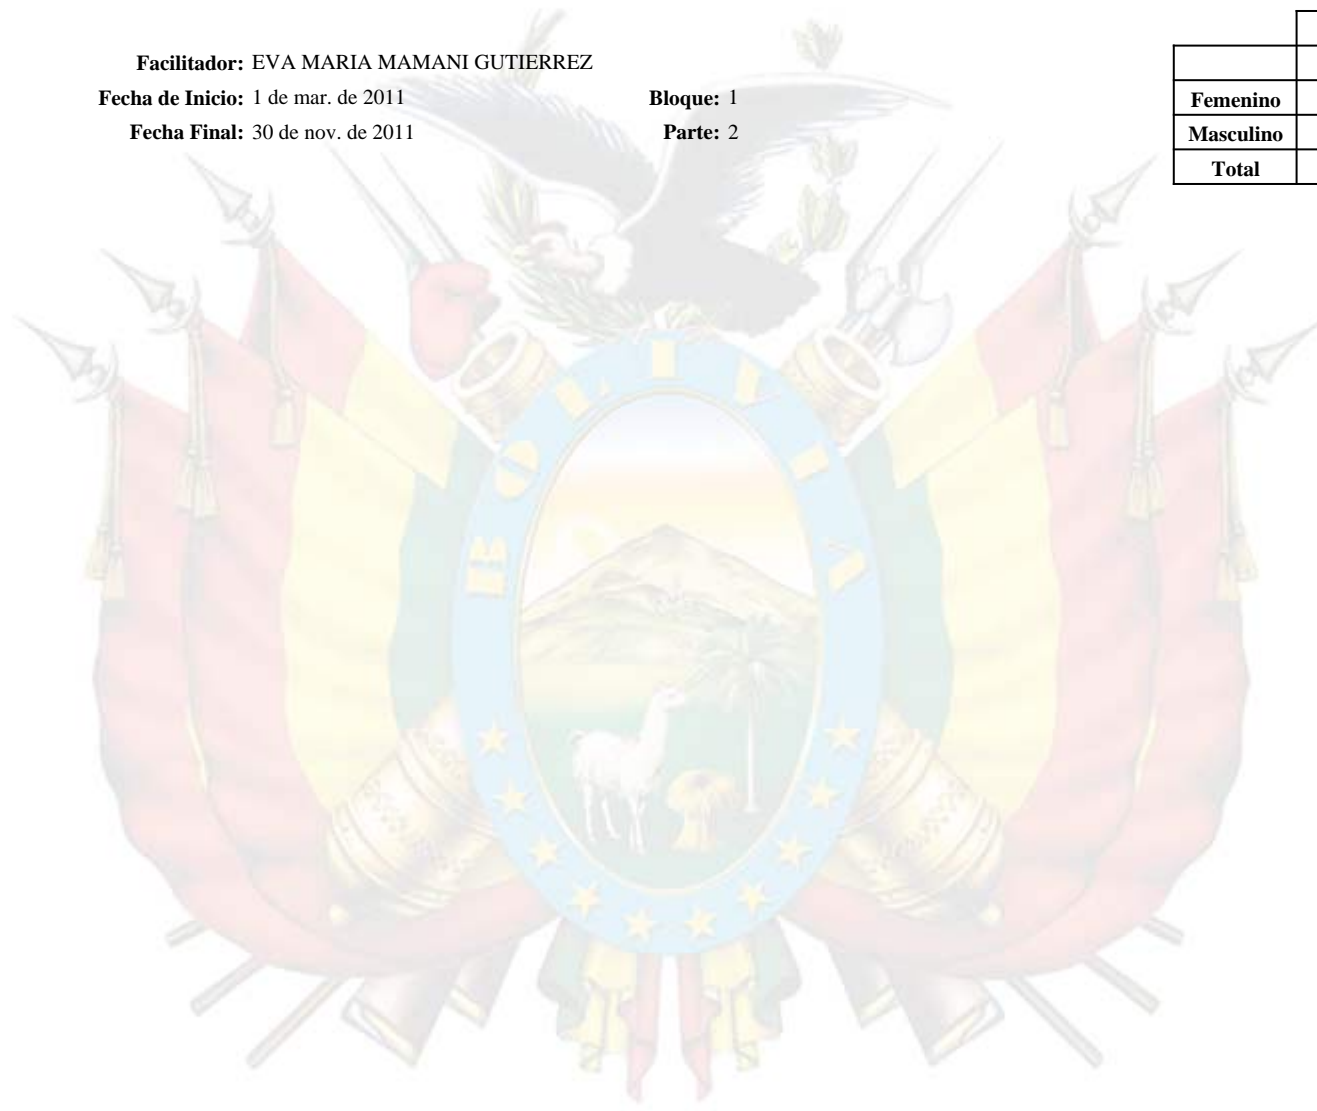 Facilitador: EVA MARIA MAMANI GUTIERREZ
Fecha de Inicio: 1 de mar. de 2011 Bloque: 1
Fecha Final: 30 de nov. de 2011 Parte: 2
Femenino
Masculino
Total
BOLIVIA